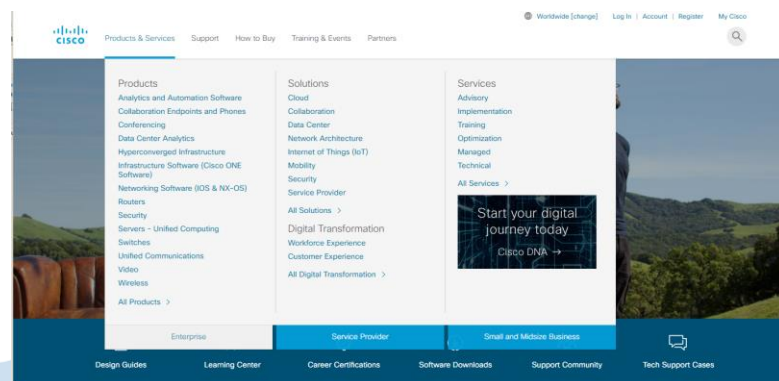 Worldwide [change] Log In | Account | Register My Cisco
CISCO
Products & Services Support How to Buy Training & Events Partners
Products
Analytics and Automation Software
Collaboration Endpoints and Phones
Conferencing
Data Center Analytics
Hyperconverged Infrastructure
Infrastructure Software (Cisco ONE
Software)
Networking Software (IOS & NX-OS)
Routers
Security
Servers - Unified Computing
Switches
Unified Communications
Video
Wireless
All Products >
Solutions
Cloud
Collaboration
Data Center
Network Architecture
Internet of Things (IoT)
Mobility
Security
Service Provider
All Solutions >
Digital Transformation
Workforce Experience
Customer Experience
All Digital Transformation >
Services
Advisory
Implementation
Training
Optimization
Managed
Technical
All Services >
Start your digital
journey today
Cisco DNA →
Enterprise Service Provider Small and Midsize Business
Design Guides Learning Center Career Certifications Software Downloads Support Community Tech Support Cases